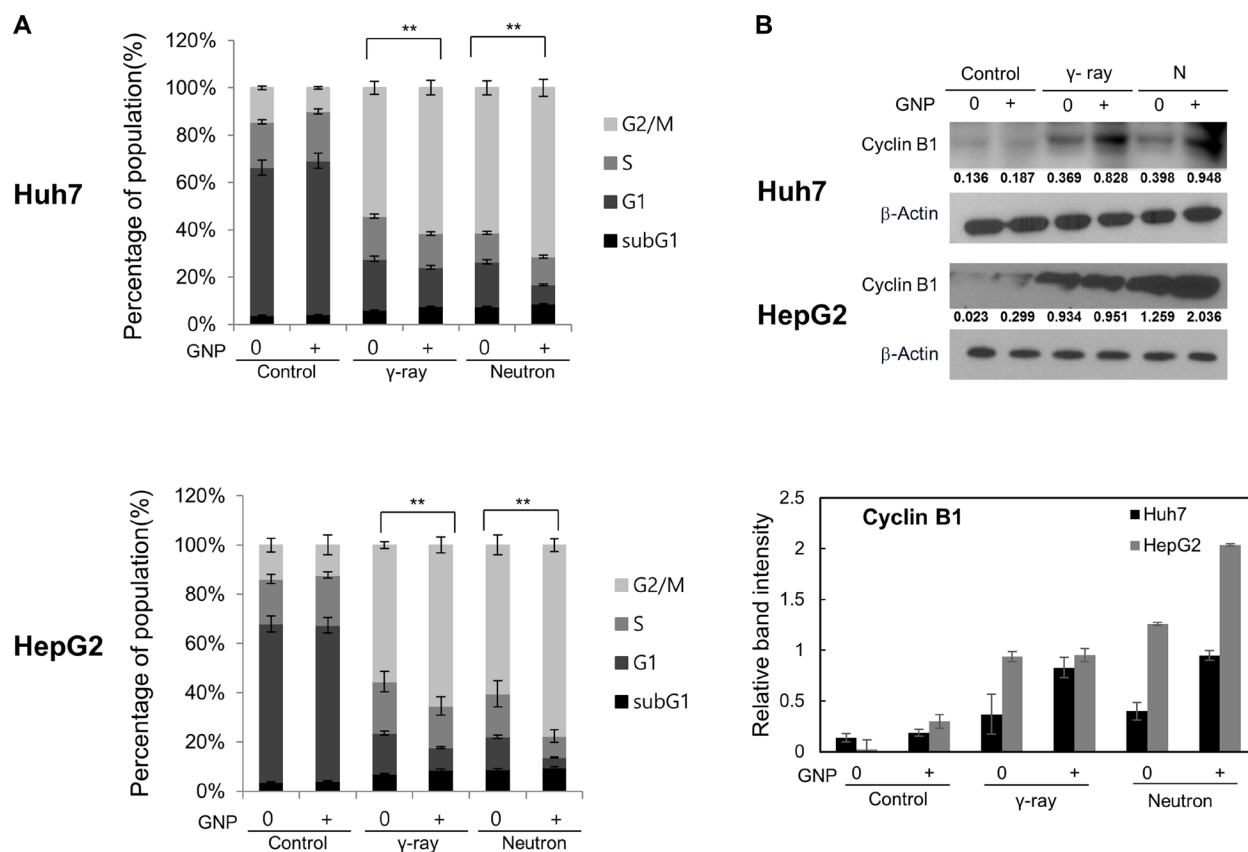 A
120%
100%
80%
60%
40%
20%
0%
Percentage of population(%)
Huh7
** **
G2/M
S
G1
subG1
GNP 0 + 0 + 0 +
Control γ-ray Neutron
120%
100%
80%
60%
40%
20%
0%
Percentage of population(%)
HepG2
** **
G2/M
S
G1
subG1
GNP 0 + 0 + 0 +
Control γ-ray Neutron
B
Control γ- ray N
GNP 0 + 0 + 0 +
Huh7
Cyclin B1
0.136 0.187 0.369 0.828 0.398 0.948
β-Actin
HepG2
Cyclin B1
0.023 0.299 0.934 0.951 1.259 2.036
β-Actin
Cyclin B1
Huh7
HepG2
2.5
2
1.5
1
0.5
0
Relative band intensity
GNP 0 + 0 + 0 +
Control γ-ray Neutron